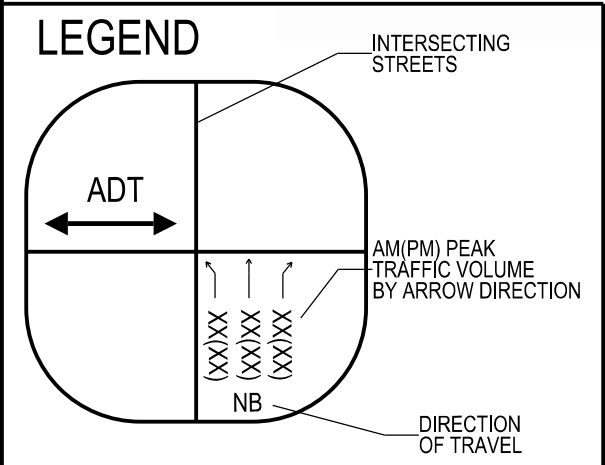 LEGEND
INTERSECTING
STREETS
ADT
AM(PM) PEAK
TRAFFIC VOLUME
BY ARROW DIRECTION
XX(XX)
XX(XX)
XX(XX)
NB
DIRECTION
OF TRAVEL